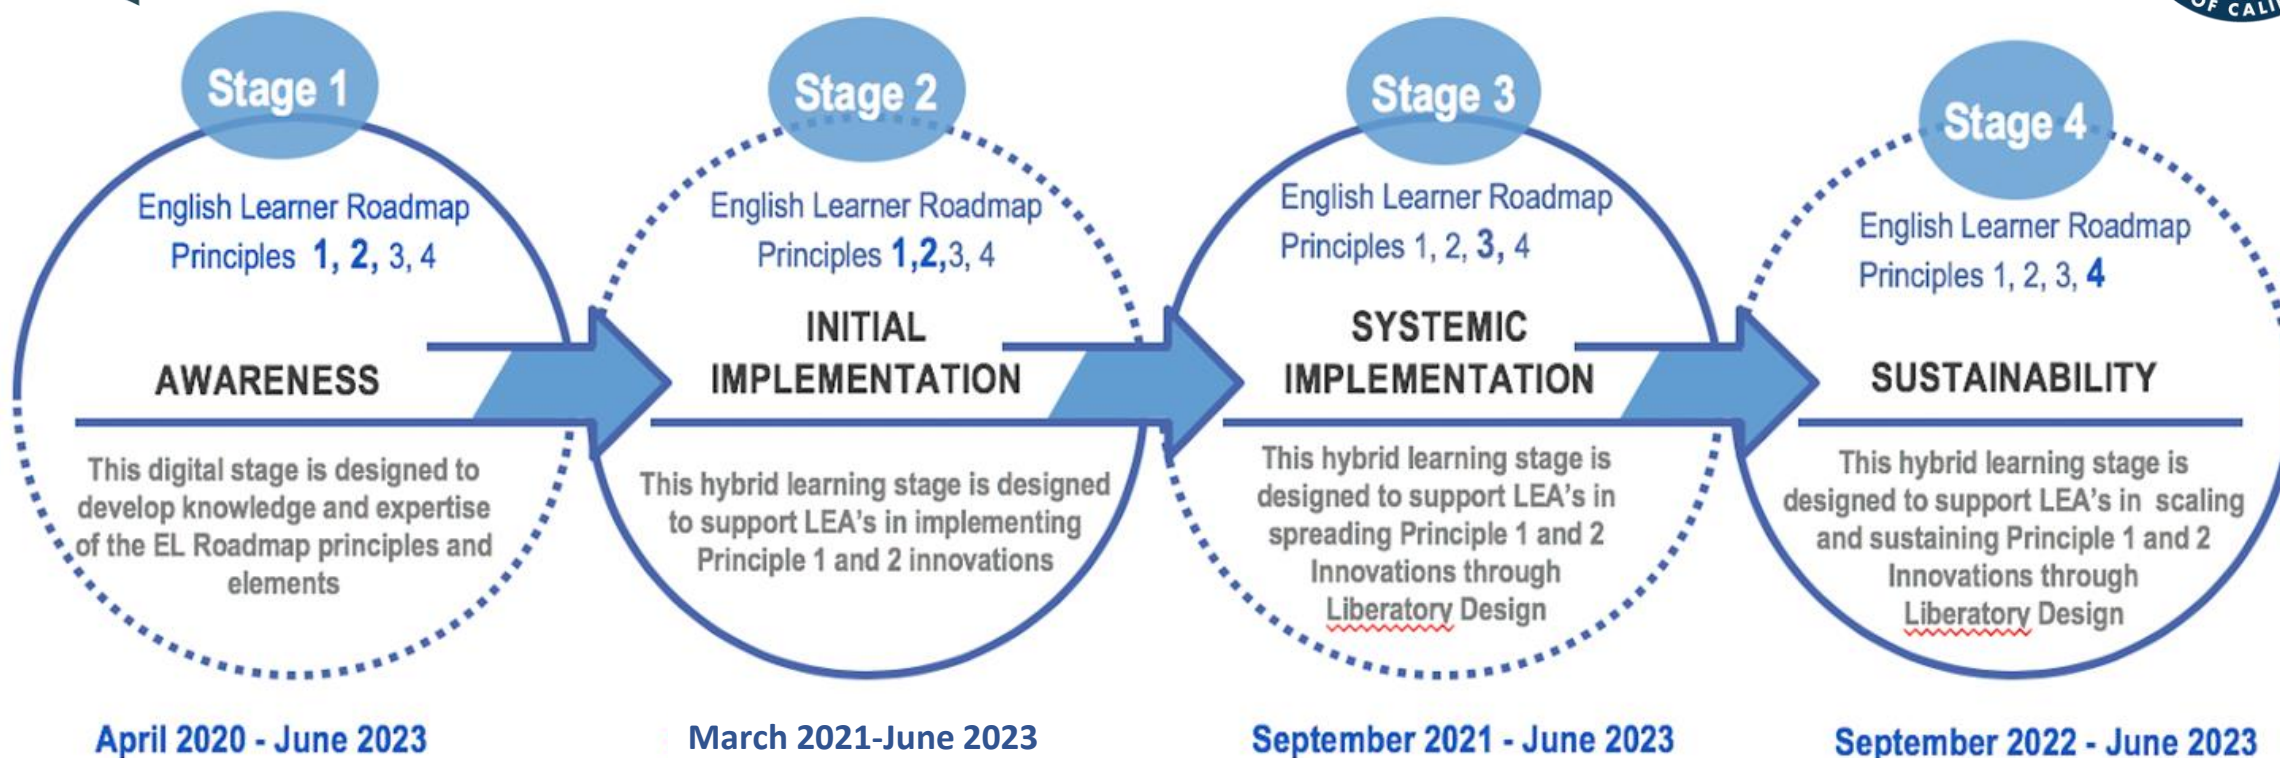 OF CALI
Stage 1
English Learner Roadmap
Principles 1, 2, 3, 4
AWARENESS
This digital stage is designed to
develop knowledge and expertise
of the EL Roadmap principles and
elements
April 2020 - June 2023
Stage 2
English Learner Roadmap
Principles 1,2,3, 4
INITIAL
IMPLEMENTATION
This hybrid learning stage is designed
to support LEA's in implementing
Principle 1 and 2 innovations
March 2021-June 2023
Stage 3
English Learner Roadmap
Principles 1, 2, 3, 4
SYSTEMIC
IMPLEMENTATION
This hybrid learning stage is
designed to support LEA's in
spreading Principle 1 and 2
Innovations through
Liberatory Design
September 2021 - June 2023
Stage 4
English Learner Roadmap
Principles 1, 2, 3, 4
SUSTAINABILITY
This hybrid learning stage is
designed to support LEA's in scaling
and sustaining Principle 1 and 2
Innovations through
Liberatory Design
September 2022 - June 2023